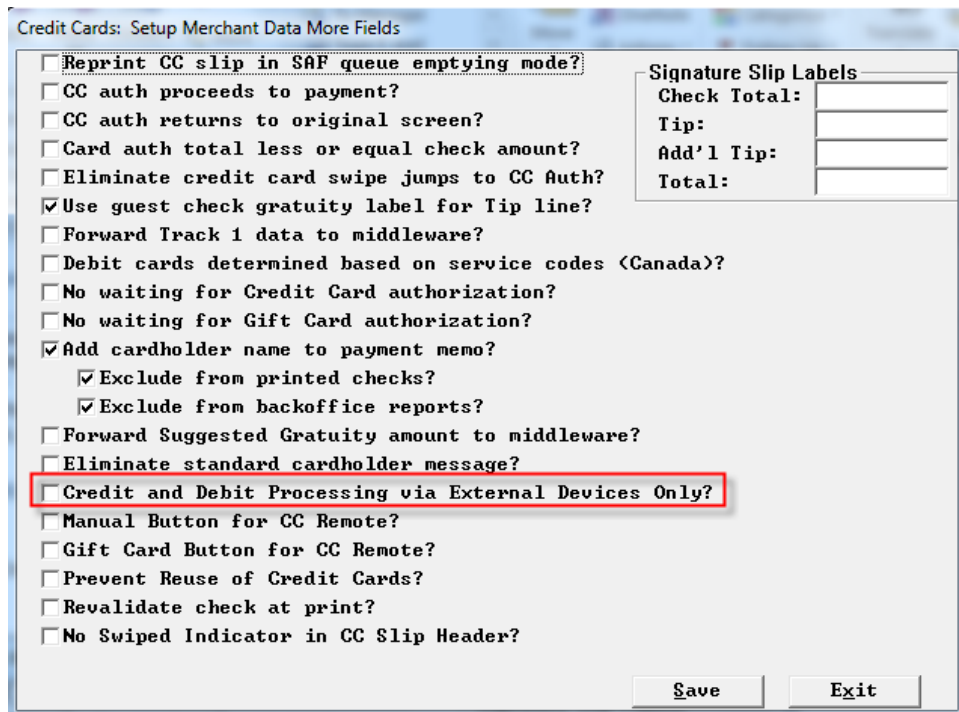 Credit Cards: Setup Merchant Data More Fields
Reprint CC slip in SAF queue emptying mode?
CC auth proceeds to payment?
CC auth returns to original screen?
Card auth total less or equal check amount?
Eliminate credit card swipe jumps to CC Auth?
Use guest check gratuity label for Tip line?
Forward Track 1 data to middleware?
Debit cards determined based on service codes (Canada)?
No waiting for Credit Card authorization?
No waiting for Gift Card authorization?
Add cardholder name to payment memo?
Exclude from printed checks?
Exclude from backoffice reports?
Forward Suggested Gratuity amount to middleware?
Eliminate standard cardholder message?
Credit and Debit Processing via External Devices Only?
Manual Button for CC Remote?
Gift Card Button for CC Remote?
Prevent Reuse of Credit Cards?
Revalidate check at print?
No Swiped Indicator in CC Slip Header?
Signature Slip Labels
Check Total:
Tip:
Add'l Tip:
Total:
Save
Exit